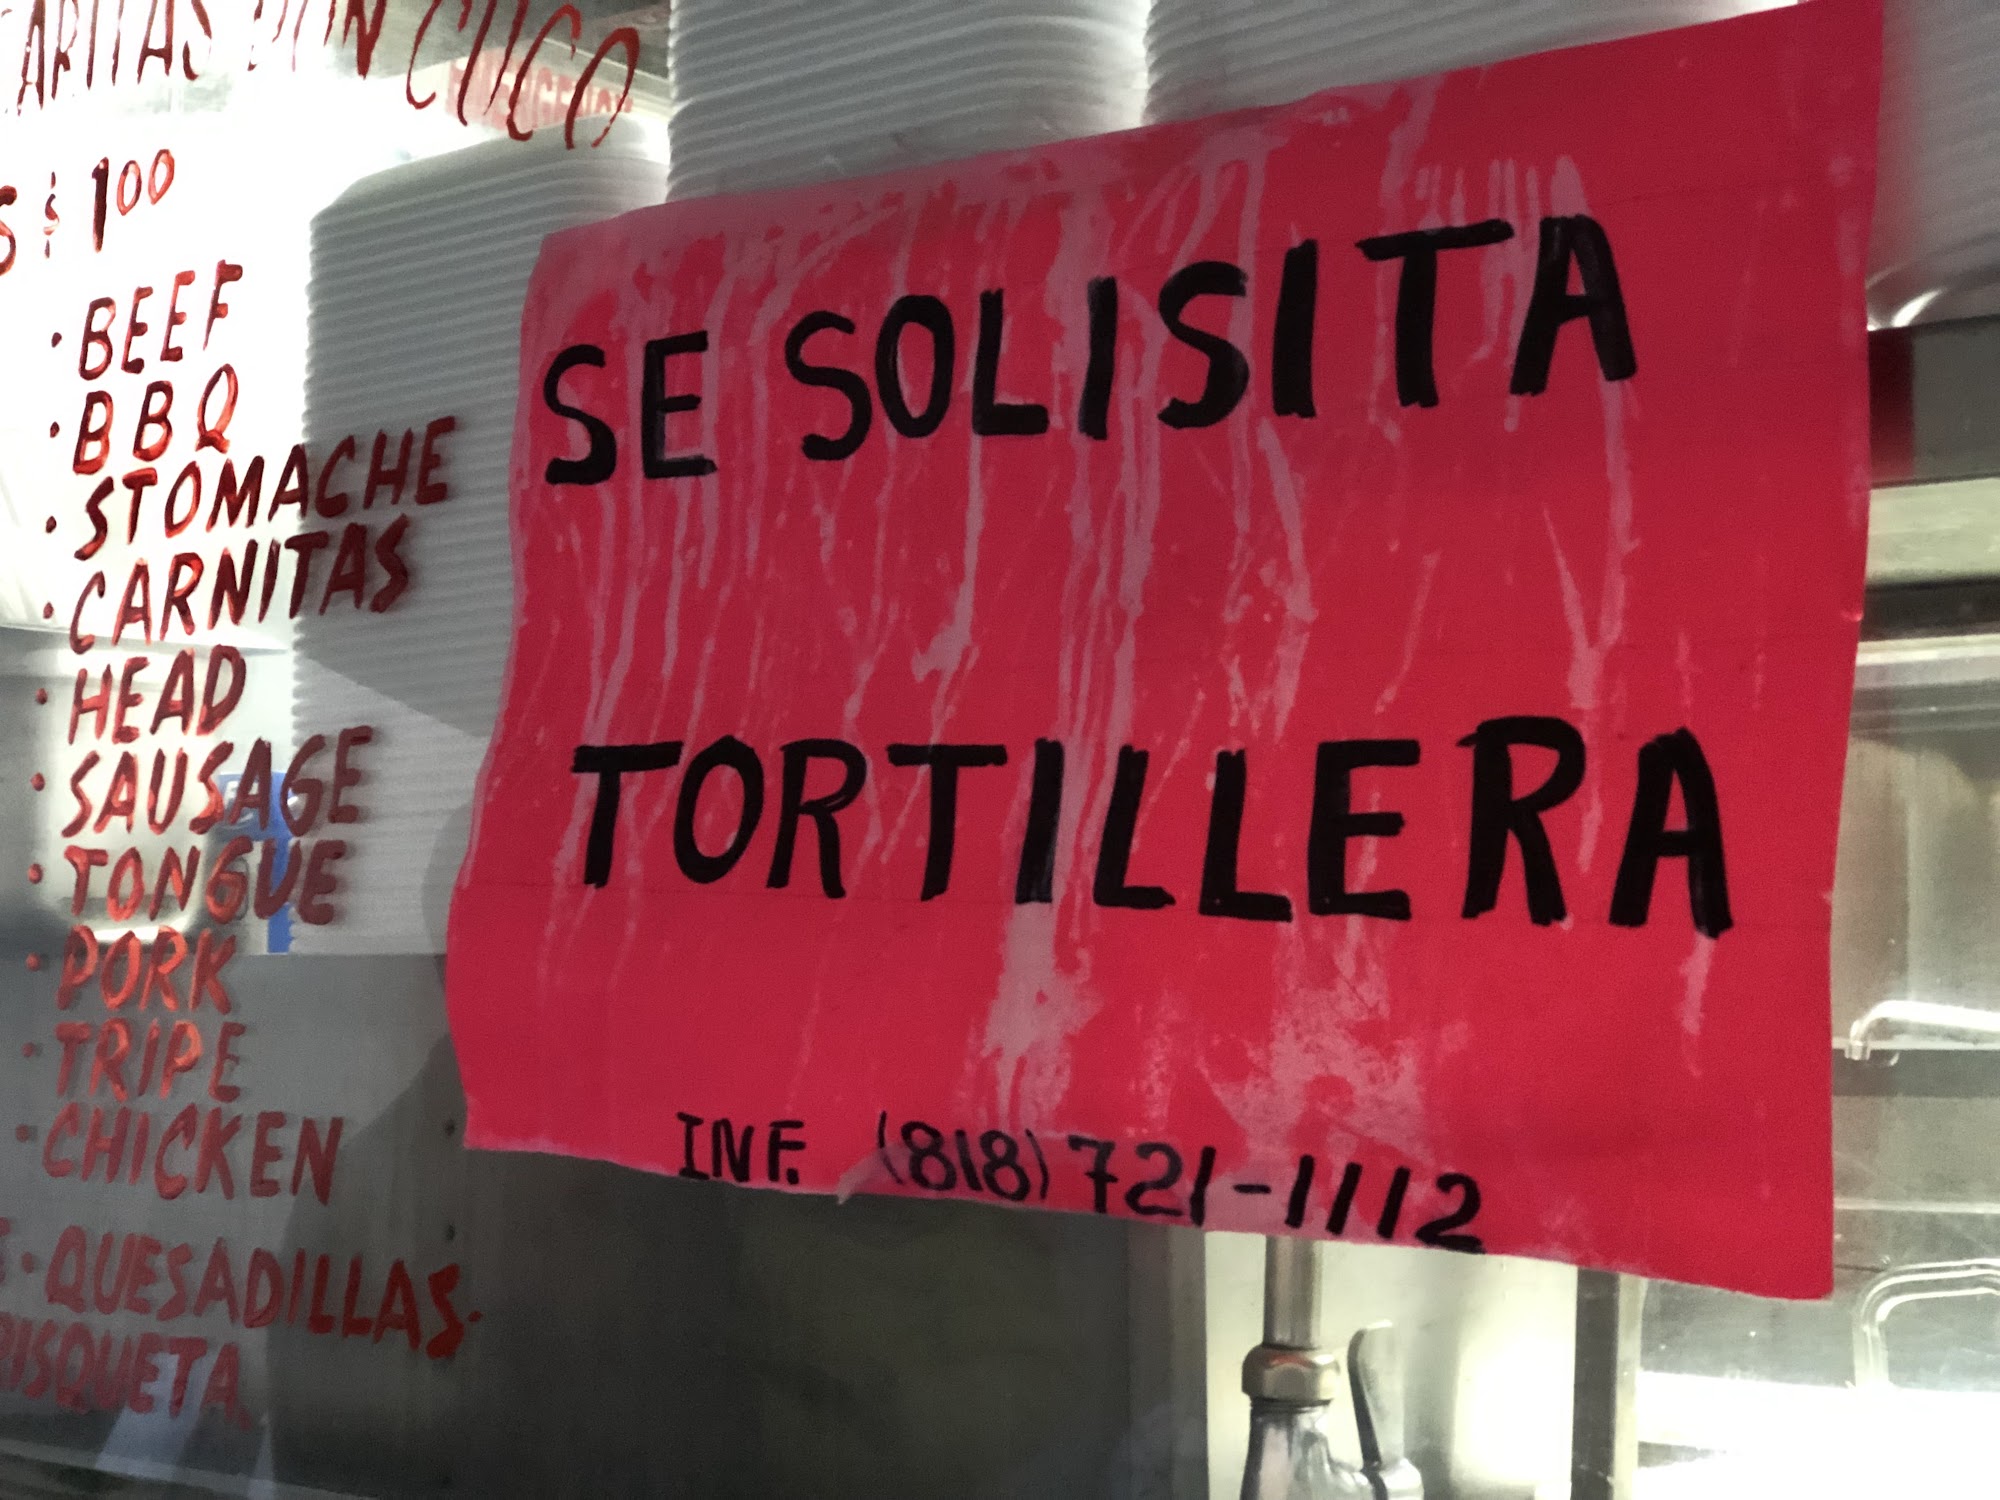 CUCO
$ 1.00
· BEEF
· BBQ
· STOMACHE
· CARNITAS
· HEAD
· SAUSAGE
· TONGUE
· PORK
· TRIPE
· CHICKEN
· QUESADILLAS·
SE SOLISITA
TORTILLERA
INF. (818) 721-1112